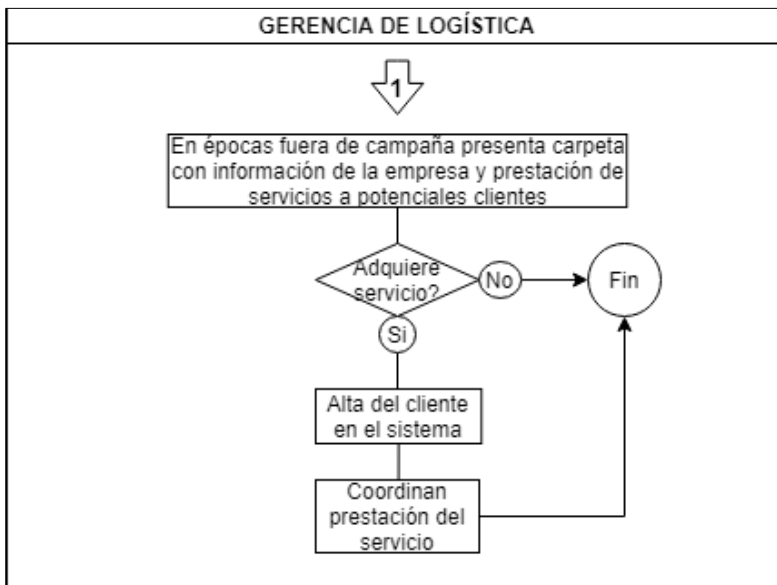 GERENCIA DE LOGÍSTICA
1
En épocas fuera de campaña presenta carpeta
con información de la empresa y prestación de
servicios a potenciales clientes
Adquiere
servicio?
No
Fin
Si
Alta del cliente
en el sistema
Coordinan
prestación del
servicio